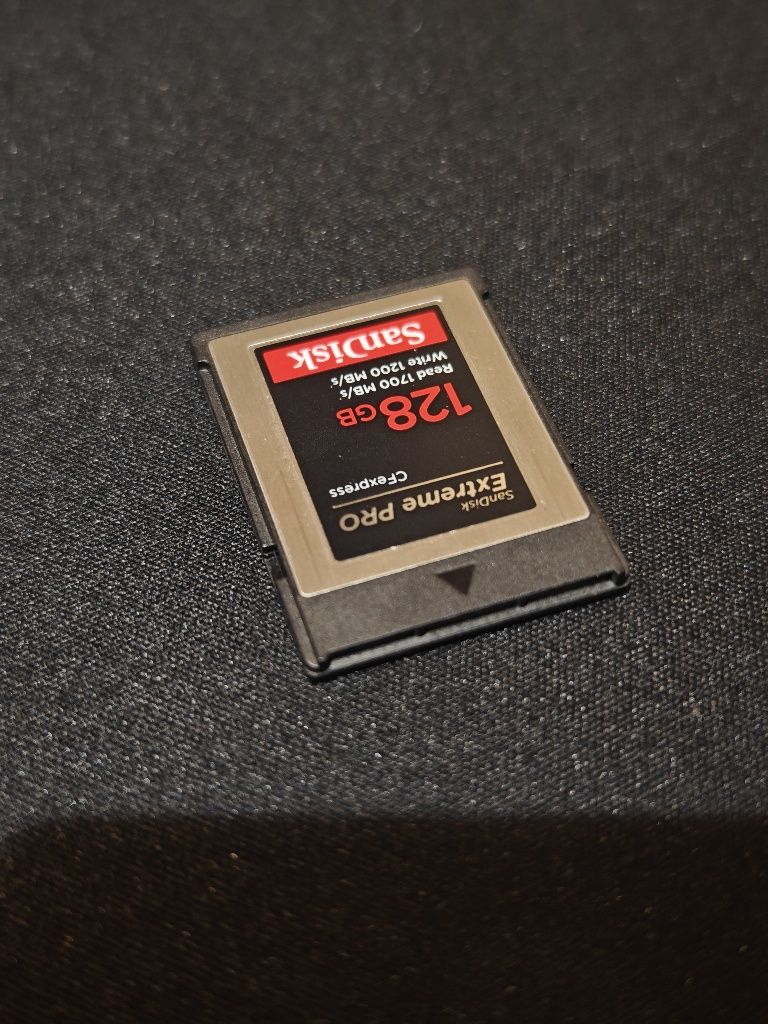 SanDisk
Extreme PRO
CFexpress
128GB
Read 1700 MB/s
Write 1200 MB/s
SanDisk